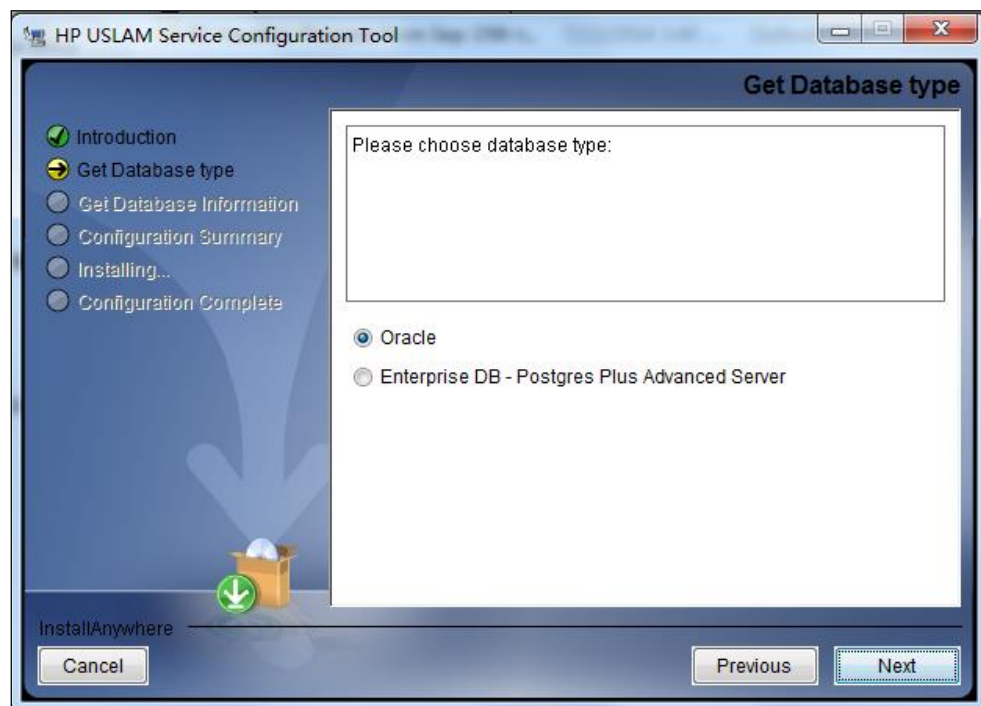 HP USLAM Service Configuration Tool
Get Database type
Introduction
Get Database type
Get Database Information
Configuration Summary
Installing...
Configuration Complete
Please choose database type:
Oracle
Enterprise DB - Postgres Plus Advanced Server
InstallAnywhere
Cancel
Previous
Next